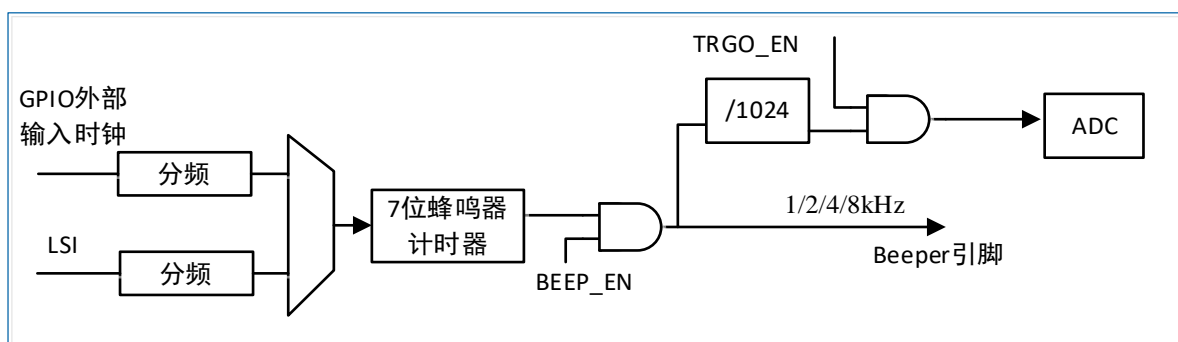 TRGO_EN
GPIO外部
输入时钟
/1024
ADC
分频
7位蜂鸣器
计时器
1/2/4/8kHz
LSI
分频
BEEP_EN
Beeper引脚